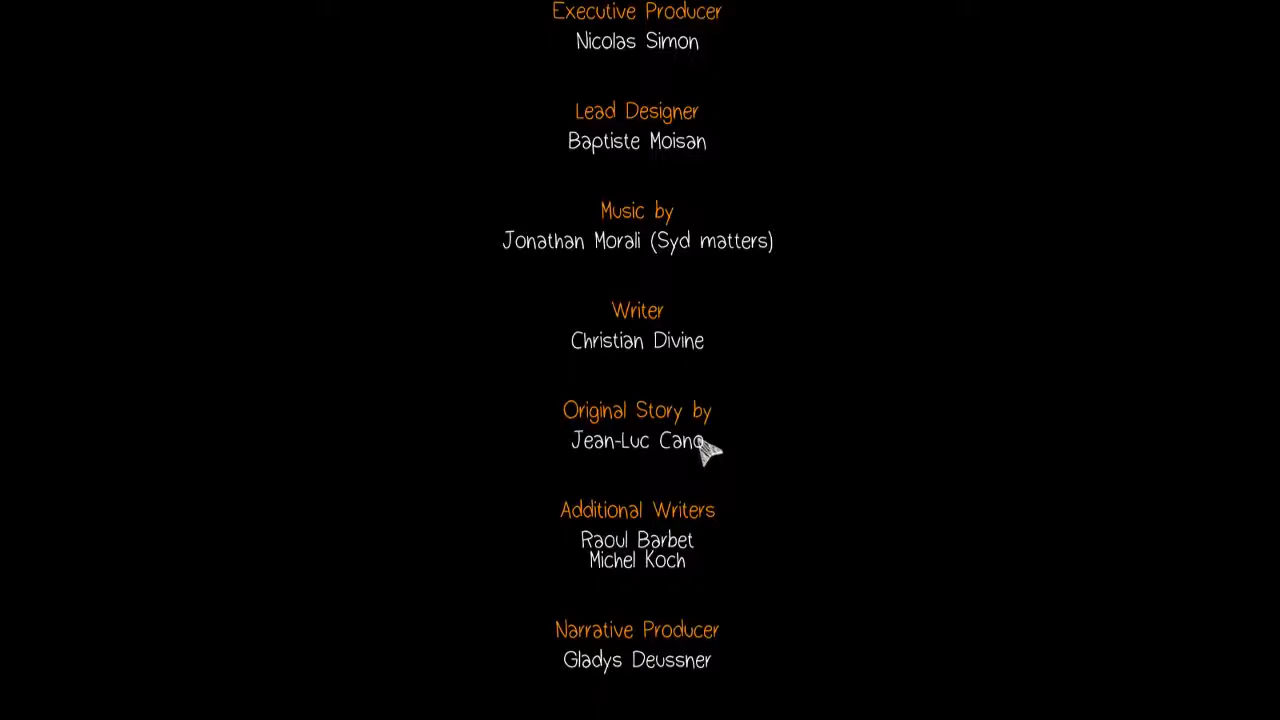 Executive Producer
Nicolas Simon
Lead Designer
Baptiste Moisan
Music by
Jonathan Morali (Syd matters)
Writer
Christian Divine
Original Story by
Jean-Luc Cano
Additional Writers
Raoul Barbet
Michel Koch
Narrative Producer
Gladys Deussner